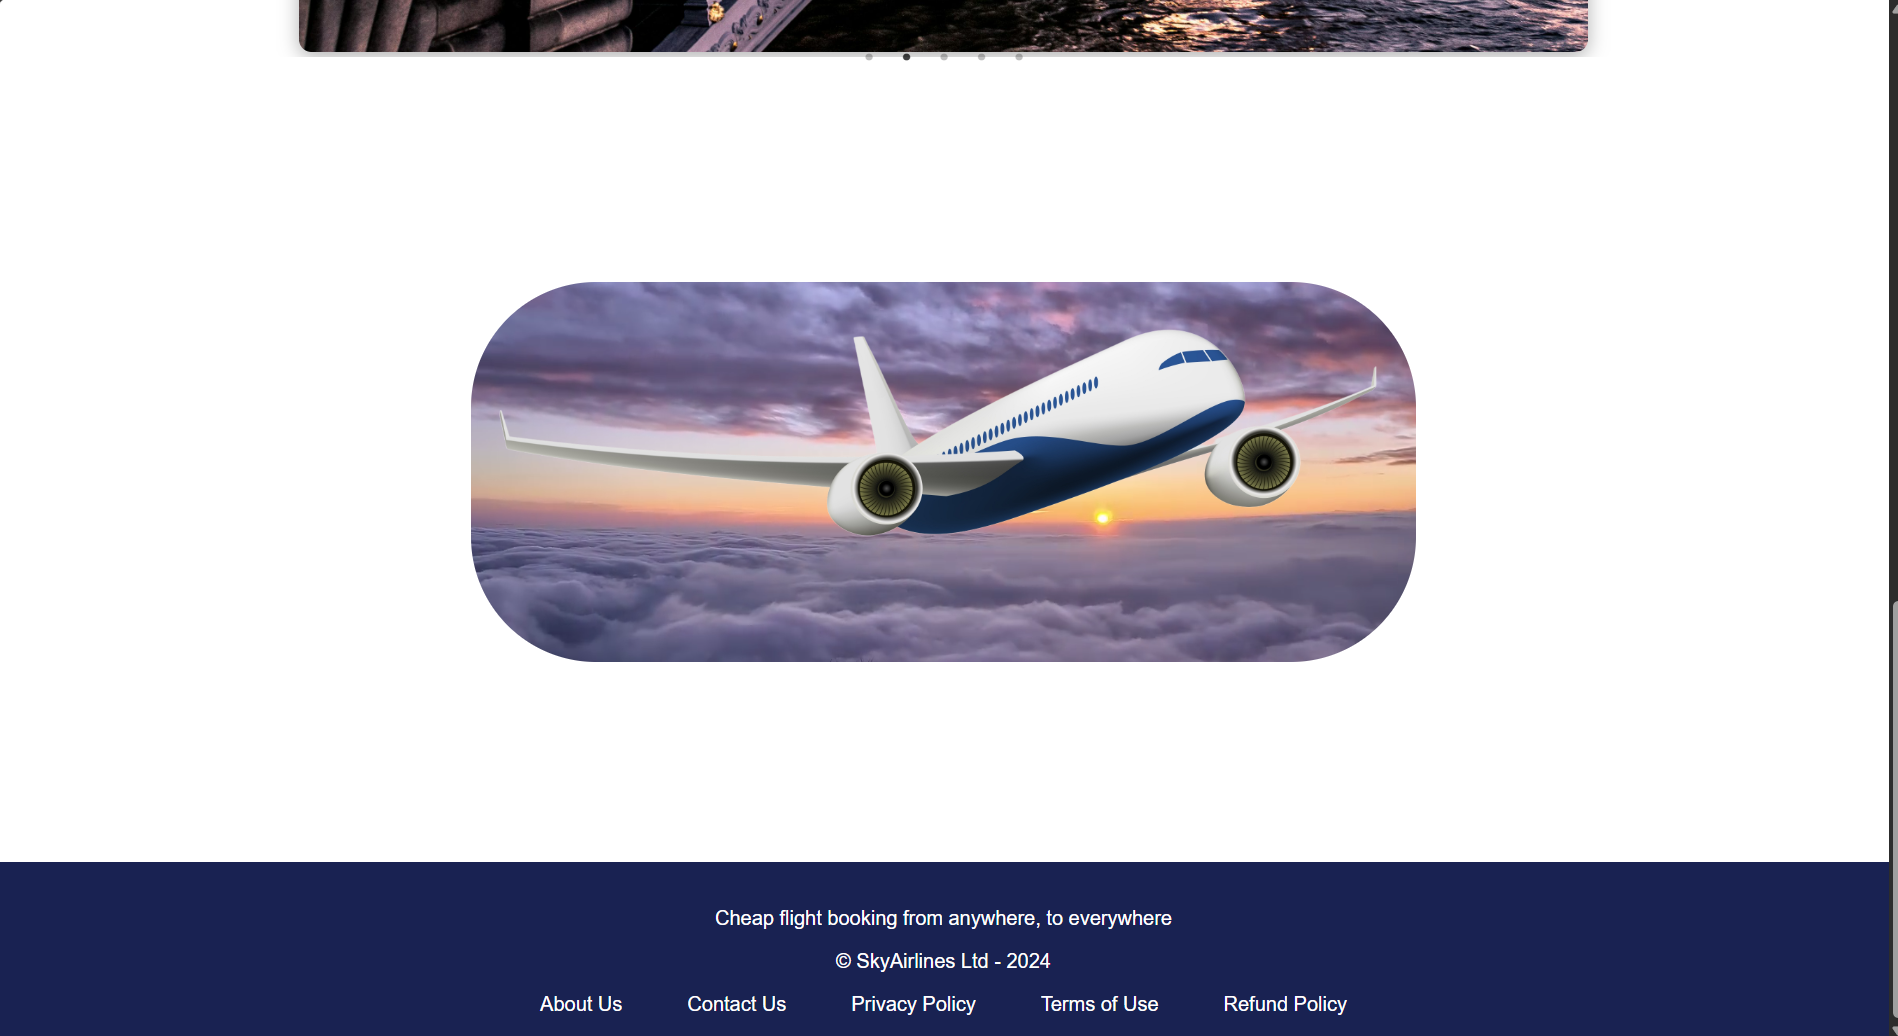 Cheap flight booking from anywhere, to everywhere
© SkyAirlines Ltd - 2024
About Us Contact Us Privacy Policy Terms of Use Refund Policy